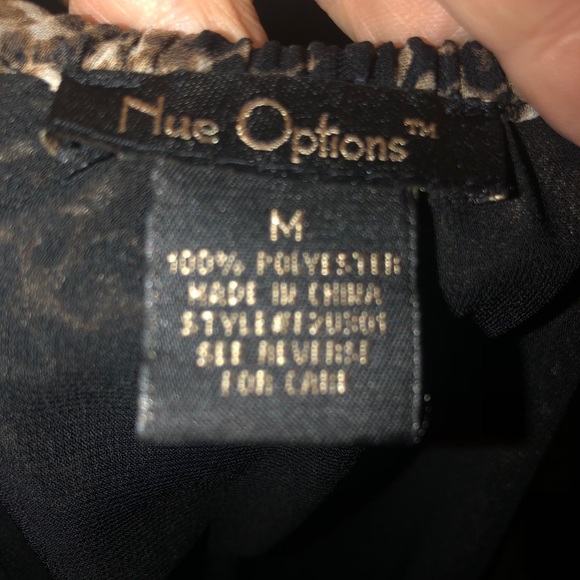 Nue Options™
M
100% POLYESTER
MADE IN CHINA
SEE REVERSE
FOR CARE